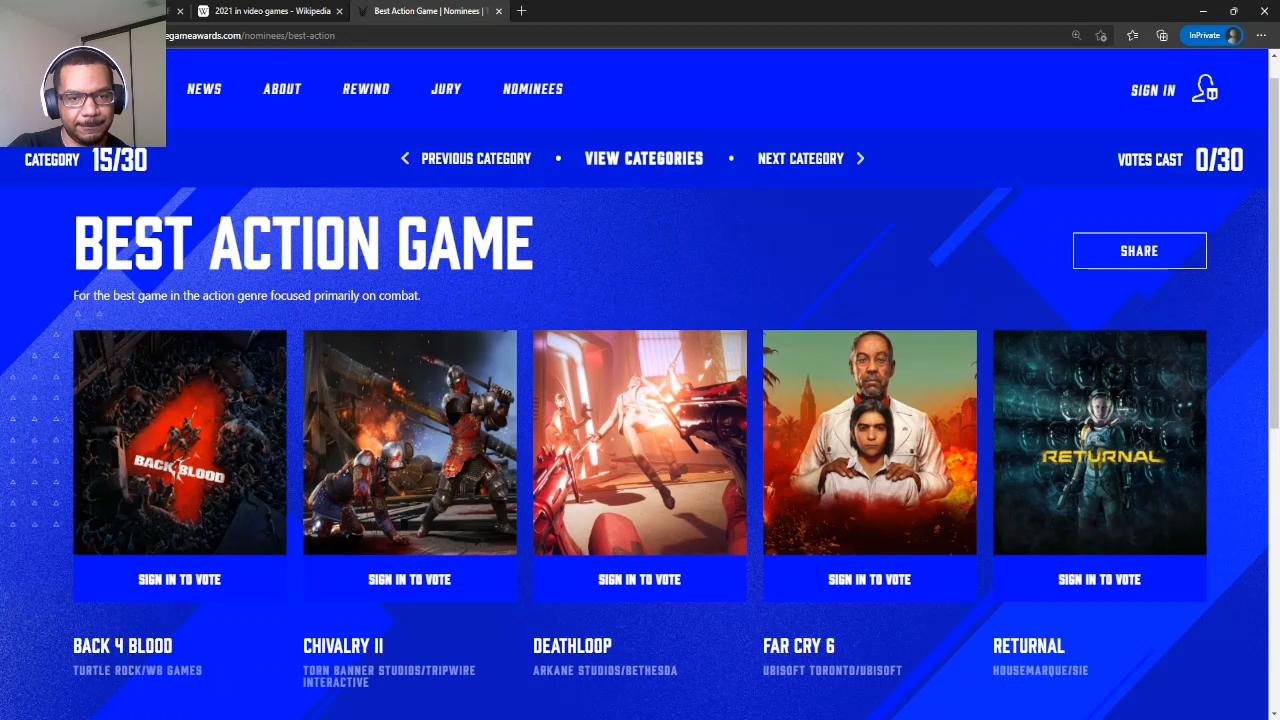 2021 in video games - Wikipedia
Best Action Game | Nominees |
egameawards.com/nominees/best-action
InPrivate
NEWS
ABOUT
REWIND
JURY
NOMINEES
SIGN IN
CATEGORY 15/30
PREVIOUS CATEGORY
VIEW CATEGORIES
NEXT CATEGORY
VOTES CAST 0/30
BEST ACTION GAME
SHARE
For the best game in the action genre focused primarily on combat.
BACK 4 BLOOD
RETURNAL
SIGN IN TO VOTE
SIGN IN TO VOTE
SIGN IN TO VOTE
SIGN IN TO VOTE
SIGN IN TO VOTE
BACK 4 BLOOD
TURTLE ROCK/WB GAMES
CHIVALRY II
TORN BANNER STUDIOS/TRIPWIRE
INTERACTIVE
DEATHLOOP
ARKANE STUDIOS/BETHESDA
FAR CRY 6
UBISOFT TORONTO/UBISOFT
RETURNAL
HOUSEMARQUE/SIE